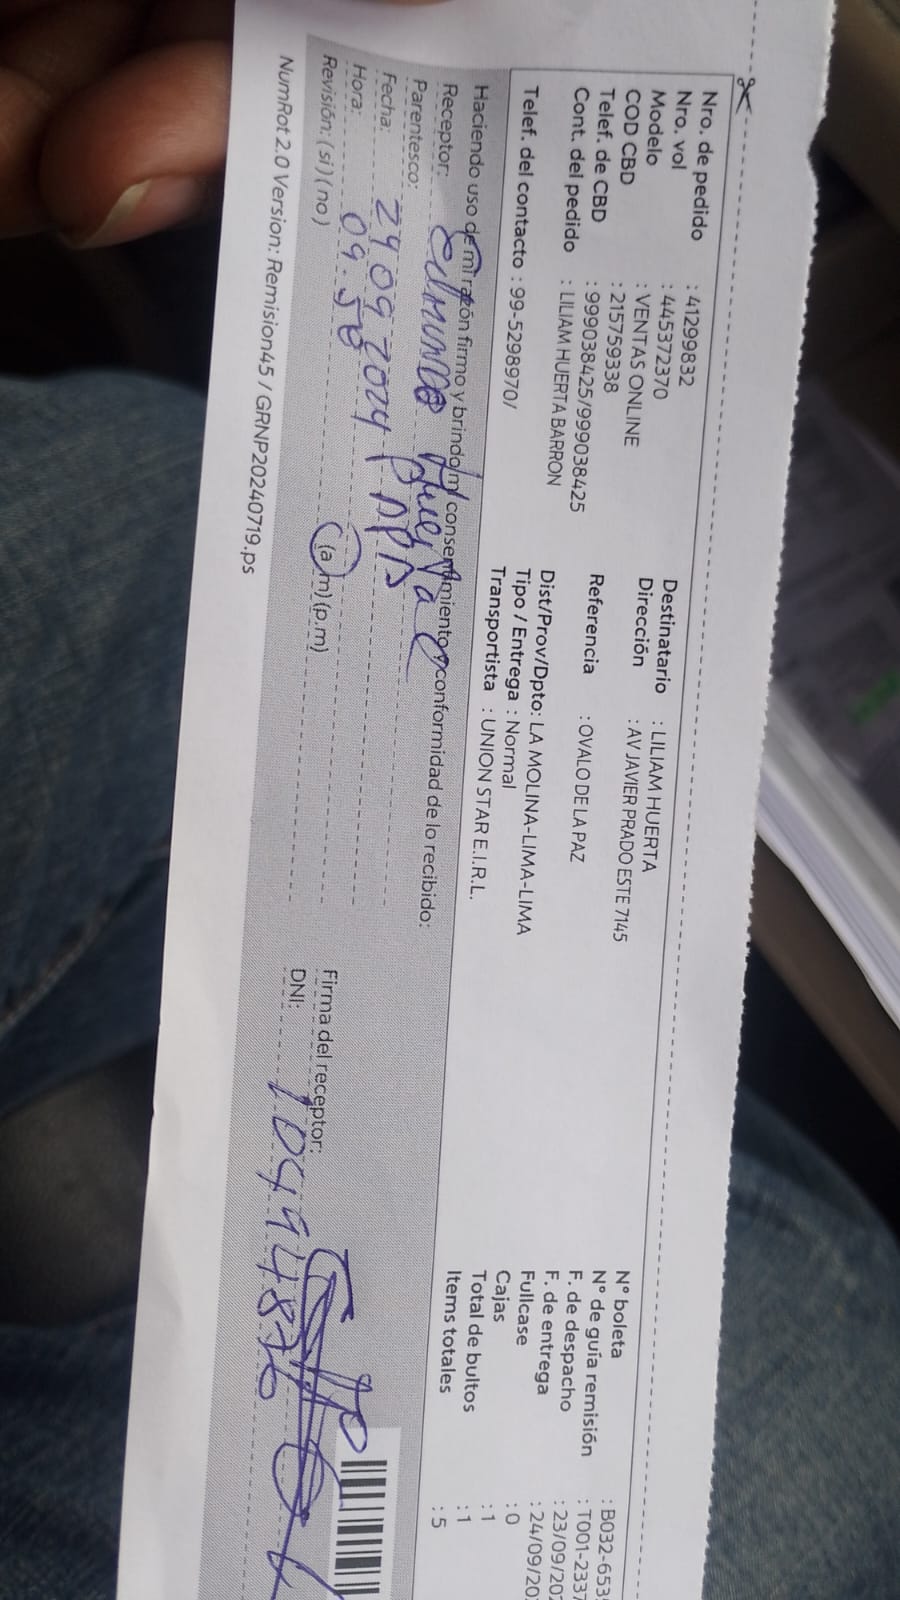 Nro. de pedido : 41299832
Nro. vol : 445372370
Modelo : VENTAS ONLINE
COD CBD : 215759338
Telef. de CBD : 999038425/999038425
Cont. del pedido : LILIAM HUERTA BARRON
Telef. del contacto : 99-5298970/
Destinatario : LILIAM HUERTA
Dirección : AV JAVIER PRADO ESTE 7145
Referencia : OVALO DE LA PAZ
Dist/Prov/Dpto: LA MOLINA-LIMA-LIMA
Tipo / Entrega : Normal
Transportista : UNION STAR E.I.R.L.
N° boleta : B032-653
N° de guía remisión : T001-2337
F. de despacho : 23/09/20
F. de entrega : 24/09/20
Fullcase : 0
Cajas : 1
Total de bultos : 1
Items totales : 5
Haciendo uso de mi razón firmo y brindo mi consentimiento y conformidad de lo recibido:
Receptor: Edmundo
Parentesco: PAPA
Fecha: 24 09 2024
Hora: 09.50 (a.m) (p.m)
Revisión: (si) (no)
Firma del receptor:
DNI: 10494876
NumRot 2.0 Version: Remision45 / GRNP20240719.ps